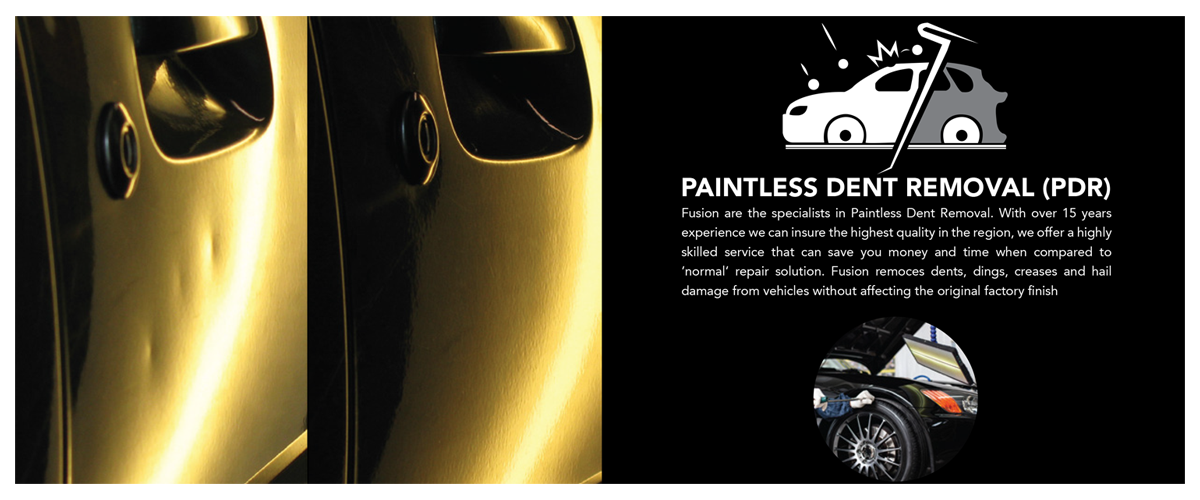 PAINTLESS DENT REMOVAL (PDR)
Fusion are the specialists in Paintless Dent Removal. With over 15 years
experience we can insure the highest quality in the region, we offer a highly
skilled service that can save you money and time when compared to
‘normal’ repair solution. Fusion remoces dents, dings, creases and hail
damage from vehicles without affecting the original factory finish